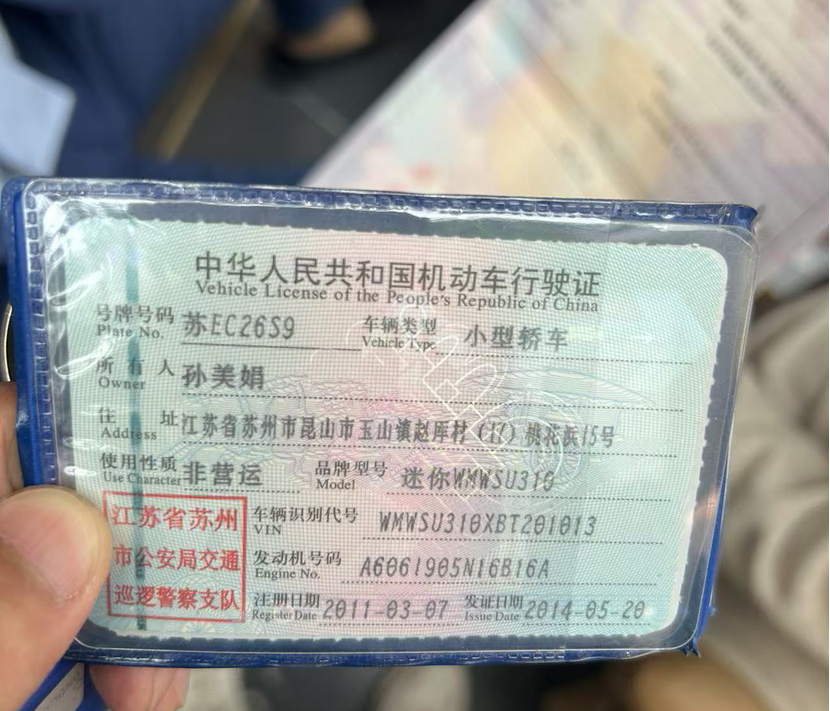 中华人民共和国机动车行驶证
Vehicle License of the People's Republic of China
号牌号码 苏EC26S9 车辆类型 小型轿车
Plate No. Vehicle Type
所有人 孙美娟
Owner
住址 江苏省苏州市昆山市玉山镇赵厍村(17)桃花浜15号
Address
使用性质 非营运 品牌型号 迷你WMWSU310
Use Character Model
江苏省苏州
市公安局交通
巡逻警察支队
车辆识别代号 WMWSU310XBT201013
VIN
发动机号码 A6061905N16B16A
Engine No.
注册日期 2011-03-07 发证日期 2014-05-20
Register Date Issue Date